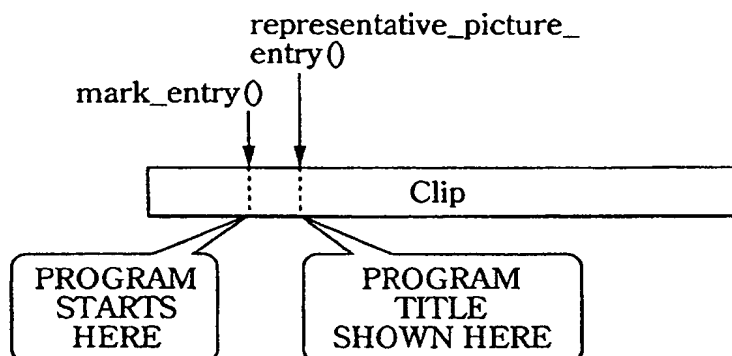 representative_picture_
entry()
mark_entry()
Clip
PROGRAM
STARTS
HERE
PROGRAM
TITLE
SHOWN HERE